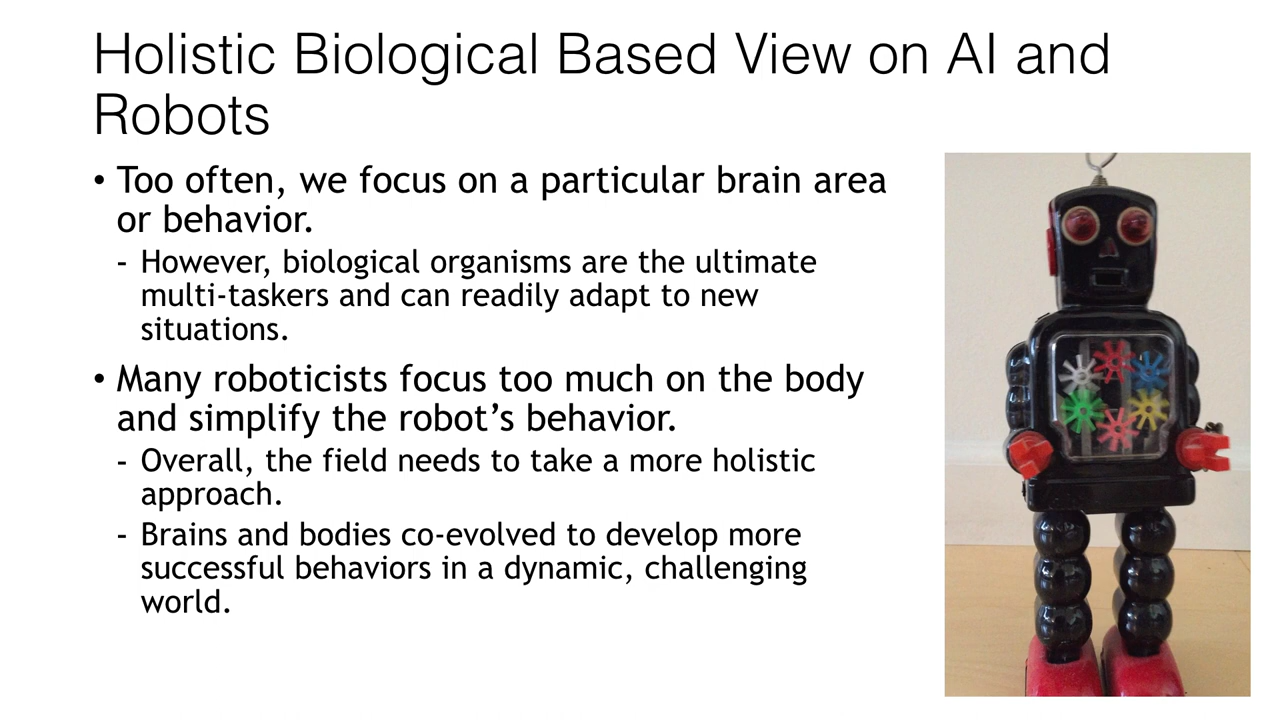 Holistic Biological Based View on AI and
Robots
• Too often, we focus on a particular brain area
or behavior.
- However, biological organisms are the ultimate
multi-taskers and can readily adapt to new
situations.
• Many roboticists focus too much on the body
and simplify the robot’s behavior.
- Overall, the field needs to take a more holistic
approach.
- Brains and bodies co-evolved to develop more
successful behaviors in a dynamic, challenging
world.